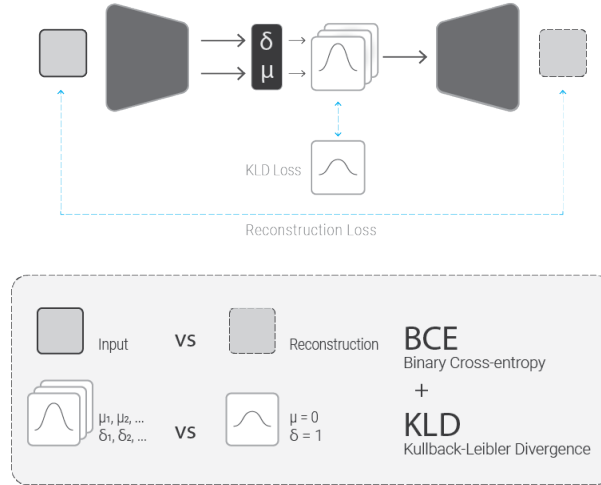 δ
μ
KLD Loss
Reconstruction Loss
Input
vs
Reconstruction
BCE
Binary Cross-entropy
+
μ₁, μ₂, ...
δ₁, δ₂, ...
vs
μ = 0
δ = 1
KLD
Kullback-Leibler Divergence